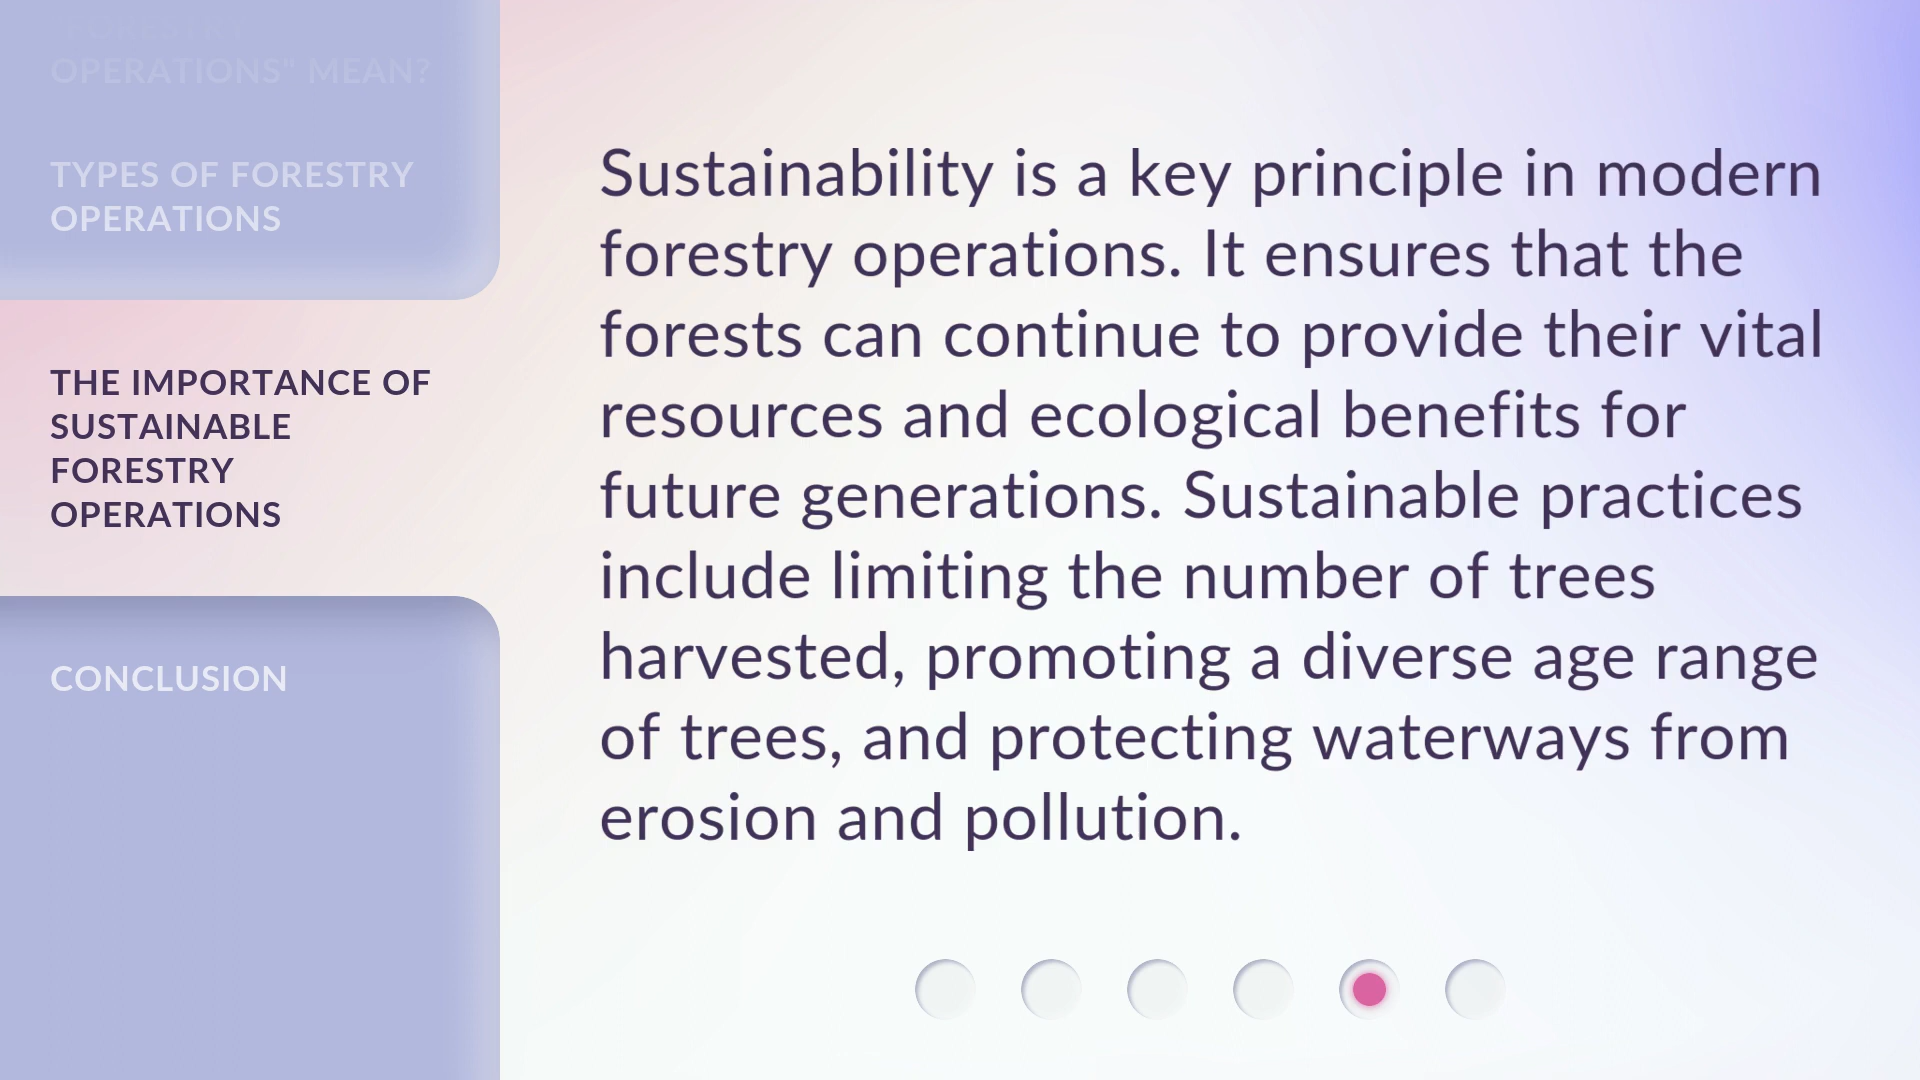 "FORESTRY
OPERATIONS" MEAN?
TYPES OF FORESTRY
OPERATIONS
THE IMPORTANCE OF
SUSTAINABLE
FORESTRY
OPERATIONS
CONCLUSION
Sustainability is a key principle in modern
forestry operations. It ensures that the
forests can continue to provide their vital
resources and ecological benefits for
future generations. Sustainable practices
include limiting the number of trees
harvested, promoting a diverse age range
of trees, and protecting waterways from
erosion and pollution.